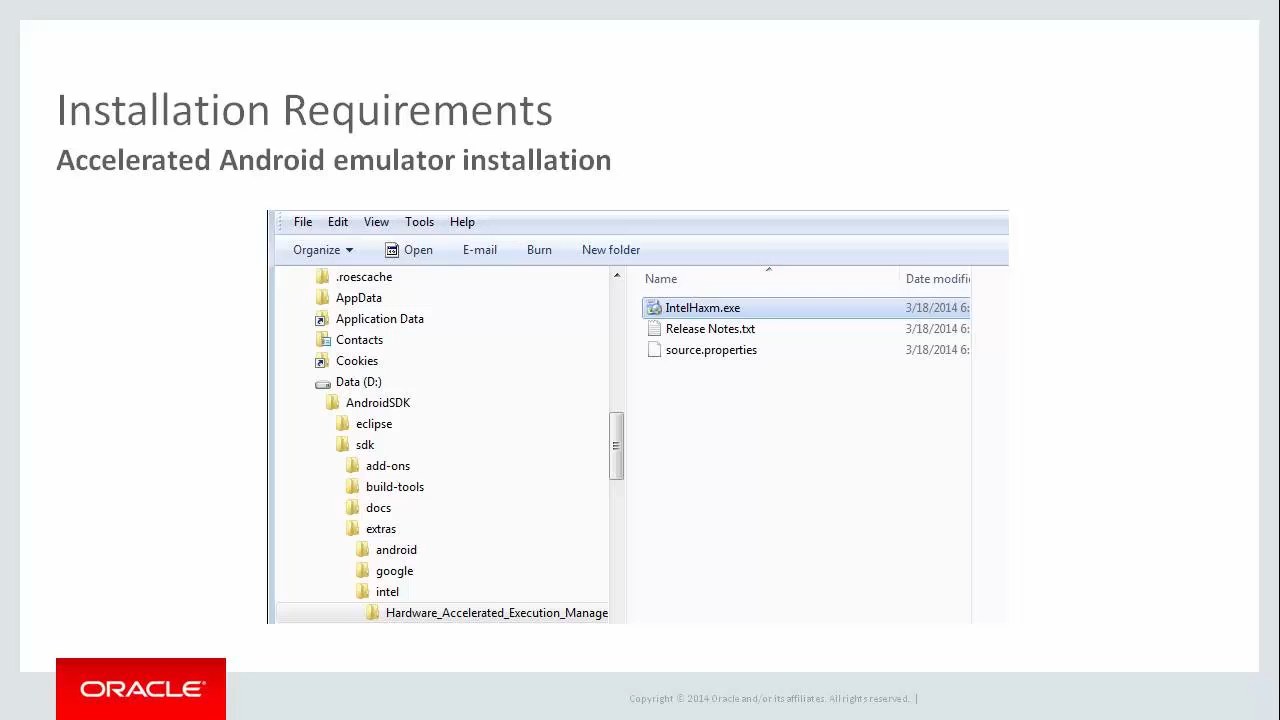 Installation Requirements
Accelerated Android emulator installation
File Edit View Tools Help
Organize Open E-mail Burn New folder
.roescache
AppData
Application Data
Contacts
Cookies
Data (D:)
AndroidSDK
eclipse
sdk
add-ons
build-tools
docs
extras
android
google
intel
Hardware_Accelerated_Execution_Manage
Name Date modifi
IntelHaxm.exe 3/18/2014 6:
Release Notes.txt 3/18/2014 6:
source.properties 3/18/2014 6:
ORACLE®
Copyright © 2014 Oracle and/or its affiliates. All rights reserved. |